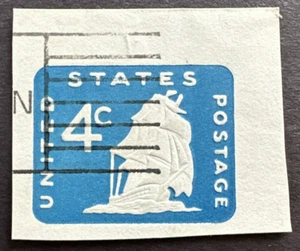 STATES
UNITED
POSTAGE
4c
N